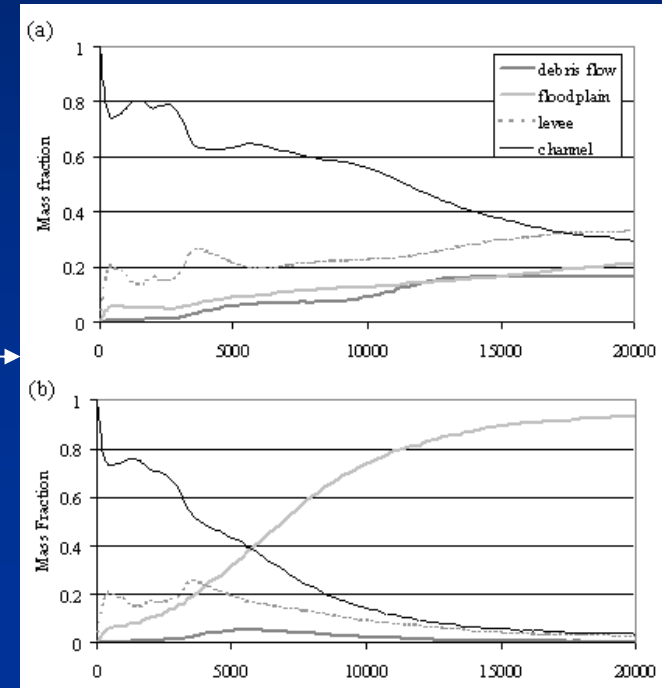 (a)
Mass fraction
1
0.8
0.6
0.4
0.2
0
debris flow
floodplain
levee
channel
0 5000 10000 15000 20000
(b)
Mass Fraction
1
0.8
0.6
0.4
0.2
0
0 5000 10000 15000 20000